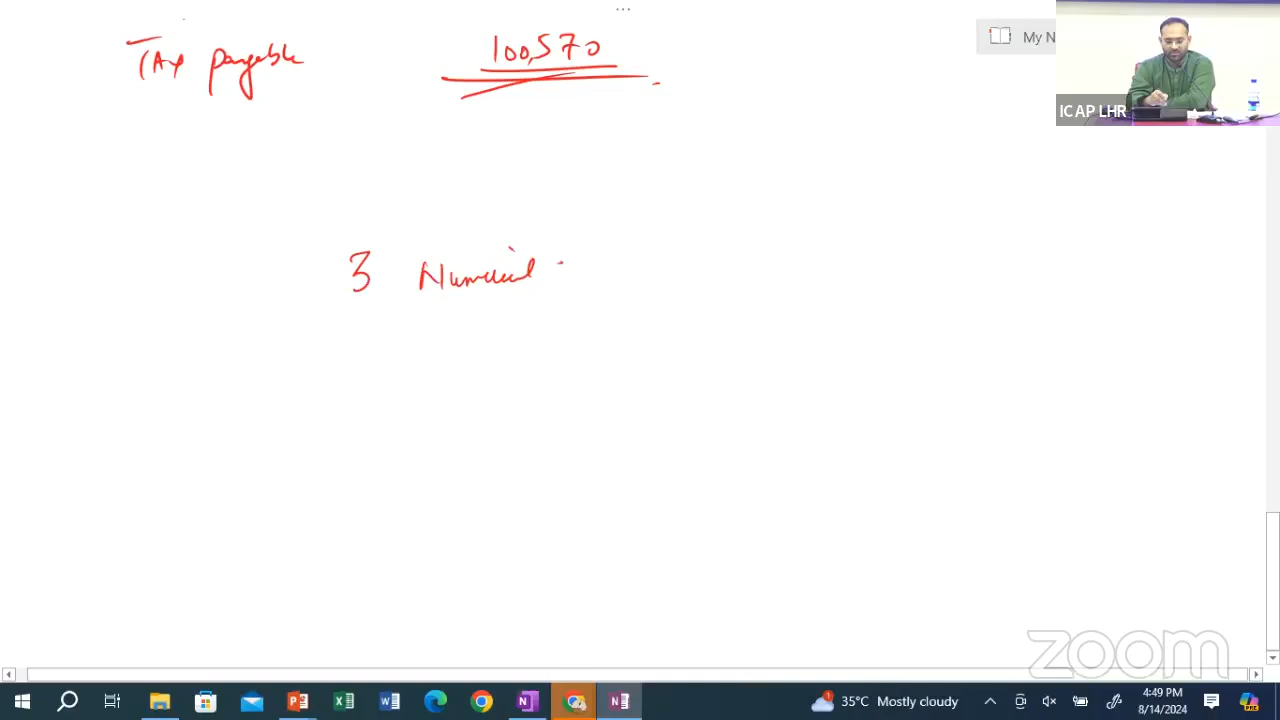 ...
My N
Tax payable 100,570
ICAP LHR
3 Numerical
zoom
35°C Mostly cloudy
4:49 PM
8/14/2024